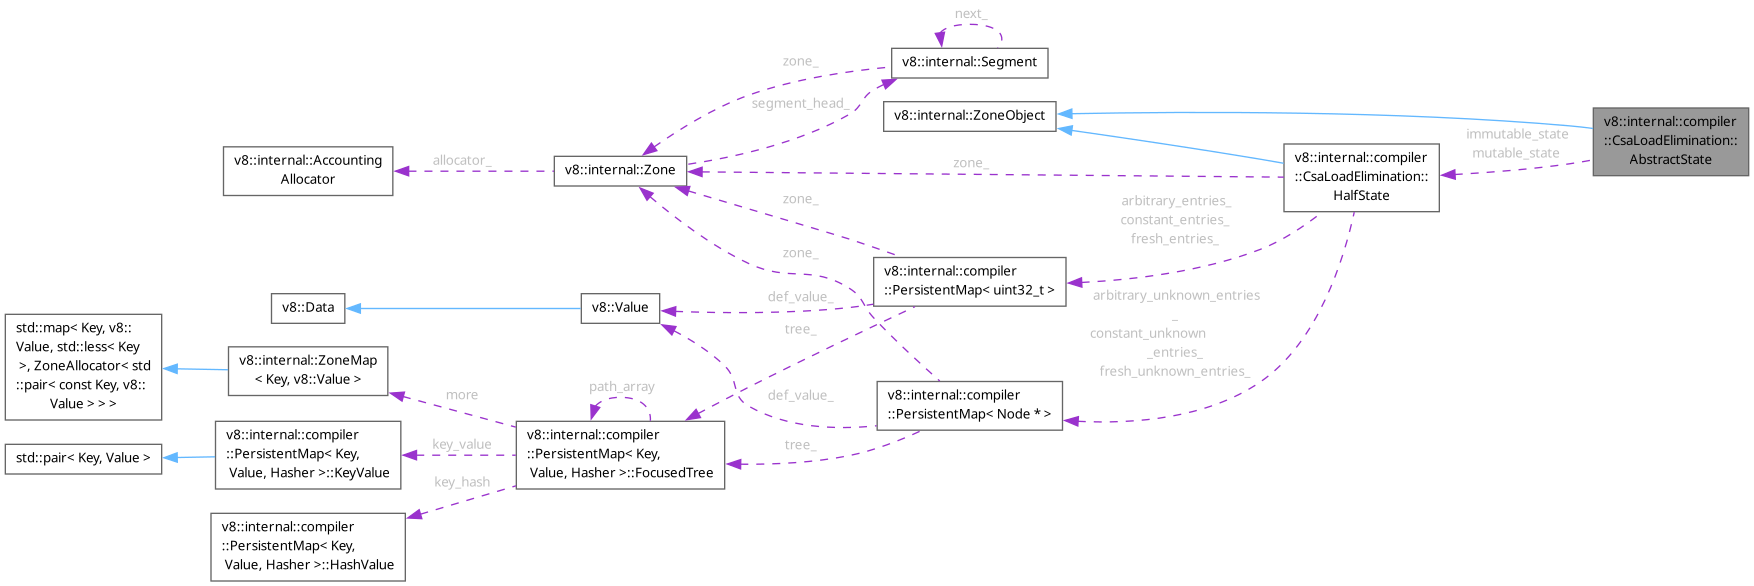 next_
v8::internal::Segment
zone_
segment_head_
v8::internal::ZoneObject
v8::internal::compiler
::CsaLoadElimination::
AbstractState
immutable_state
mutable_state
v8::internal::Accounting
Allocator
allocator_
v8::internal::Zone
zone_
v8::internal::compiler
::CsaLoadElimination::
HalfState
zone_
arbitrary_entries_
constant_entries_
fresh_entries_
zone_
v8::internal::compiler
::PersistentMap< uint32_t >
v8::Data
v8::Value
def_value_
tree_
arbitrary_unknown_entries
_
constant_unknown
_entries_
fresh_unknown_entries_
std::map< Key, v8::
Value, std::less< Key
>, ZoneAllocator< std
::pair< const Key, v8::
Value > > >
v8::internal::ZoneMap
< Key, v8::Value >
more
path_array
def_value_
v8::internal::compiler
::PersistentMap< Node * >
std::pair< Key, Value >
v8::internal::compiler
::PersistentMap< Key,
Value, Hasher >::KeyValue
key_value
v8::internal::compiler
::PersistentMap< Key,
Value, Hasher >::FocusedTree
tree_
key_hash
v8::internal::compiler
::PersistentMap< Key,
Value, Hasher >::HashValue